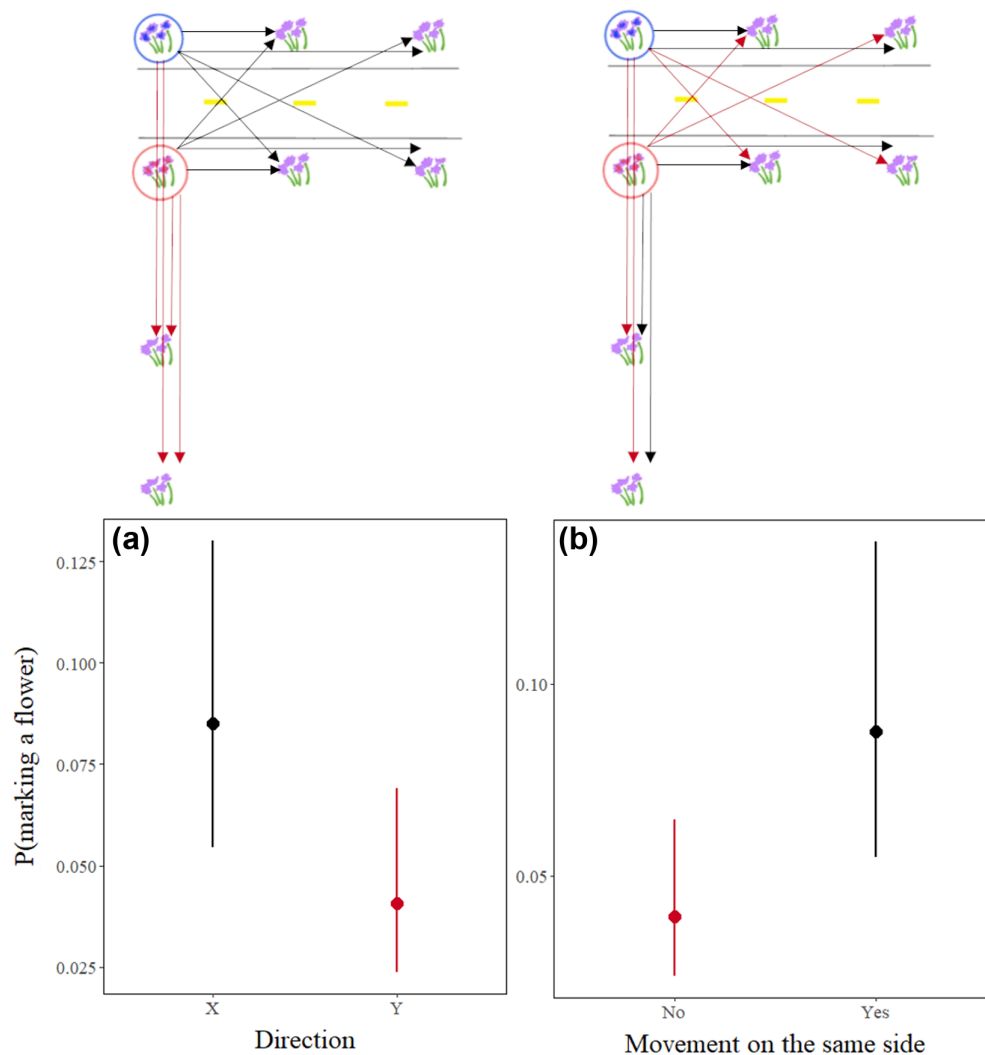 (a)
(b)
P(marking a flower)
0.125
0.100
0.075
0.050
0.025
X
Y
Direction
0.10
0.05
No
Yes
Movement on the same side